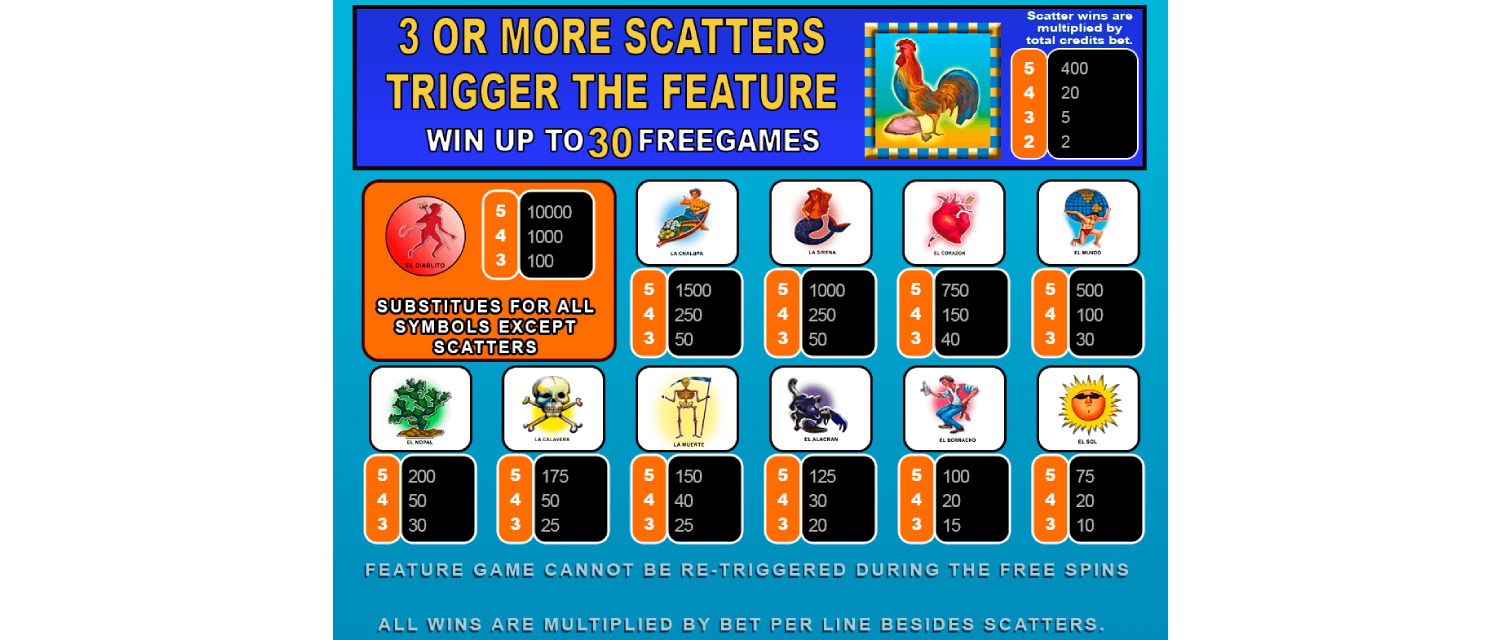 3 OR MORE SCATTERS
TRIGGER THE FEATURE
WIN UP TO 30 FREEGAMES
Scatter wins are
multiplied by
total credits bet.
5 400
4 20
3 5
2 2
EL DIABLITO
5 10000
4 1000
3 100
SUBSTITUES FOR ALL
SYMBOLS EXCEPT
SCATTERS
LA CHALUPA
5 1500
4 250
3 50
LA SIRENA
5 1000
4 250
3 50
EL CORAZON
5 750
4 150
3 40
EL MUNDO
5 500
4 100
3 30
EL NOPAL
5 200
4 50
3 30
LA CALAVERA
5 175
4 50
3 25
LA MUERTE
5 150
4 40
3 25
EL ALACRAN
5 125
4 30
3 20
EL BORRACHO
5 100
4 20
3 15
EL SOL
5 75
4 20
3 10
FEATURE GAME CANNOT BE RE-TRIGGERED DURING THE FREE SPINS
ALL WINS ARE MULTIPLIED BY BET PER LINE BESIDES SCATTERS.